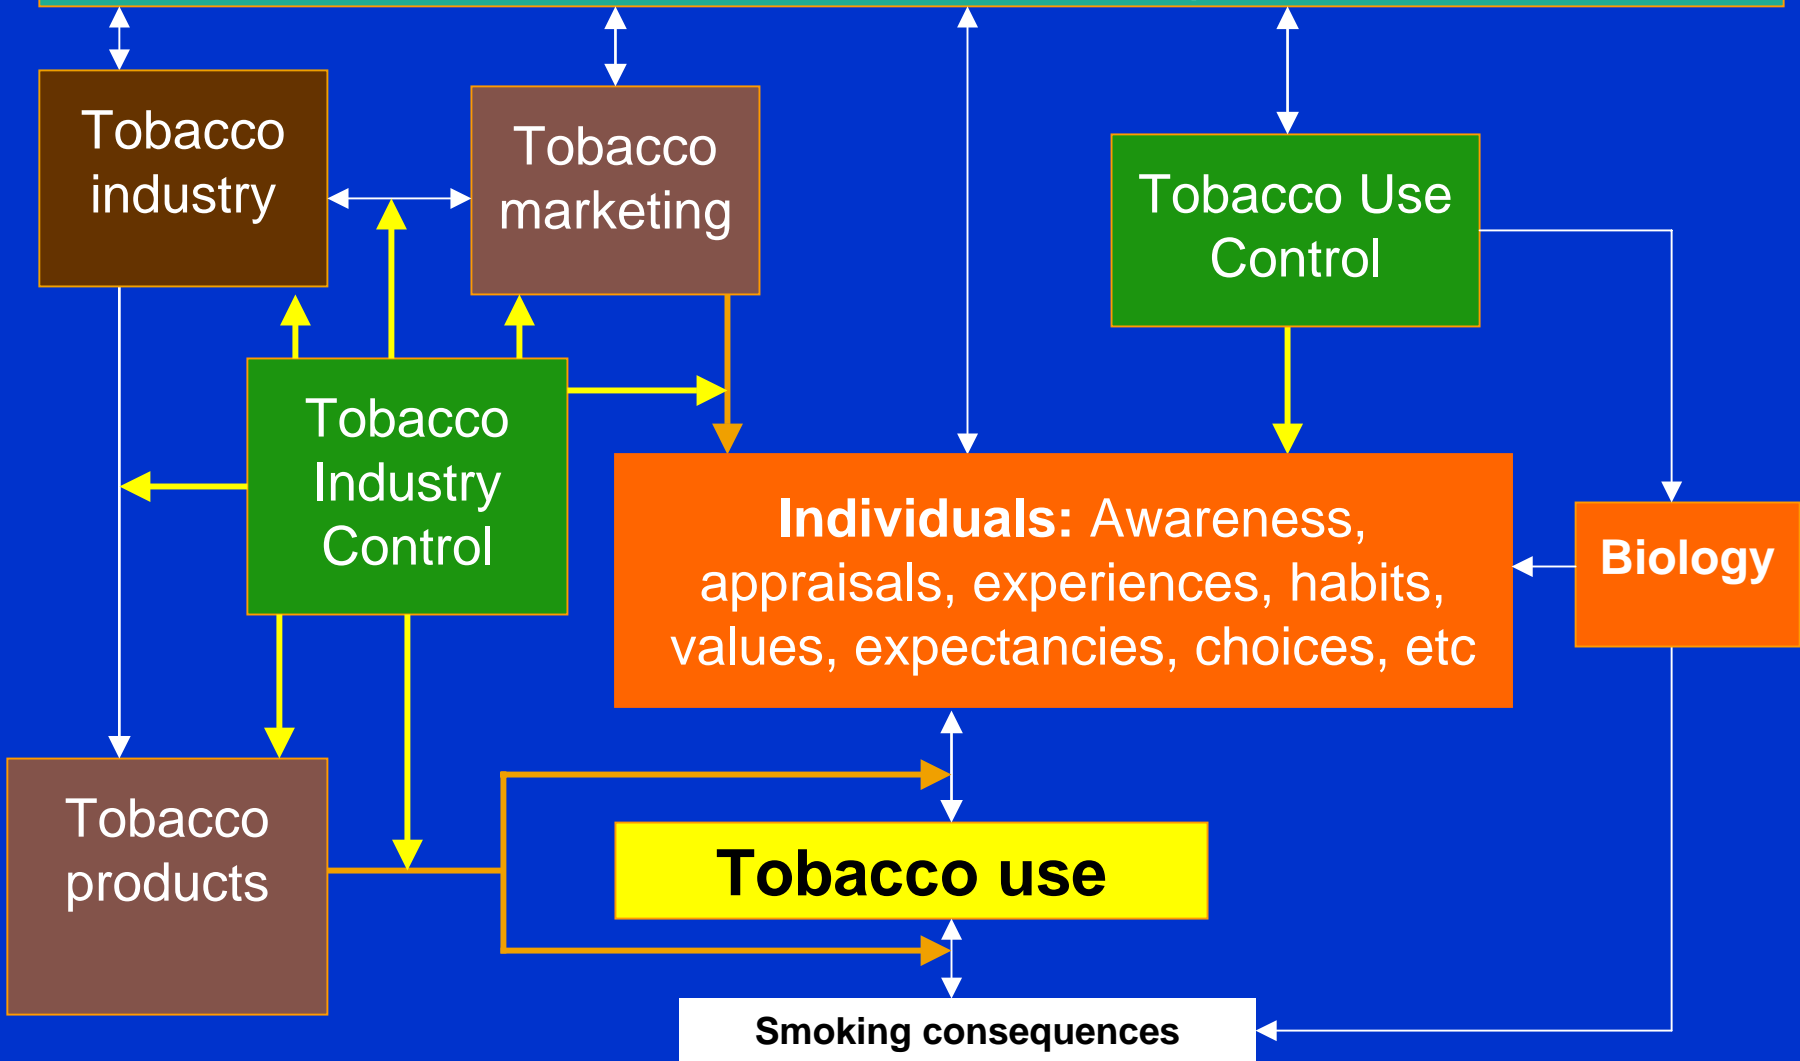 Tobacco
industry
Tobacco
marketing
Tobacco Use
Control
Tobacco
Industry
Control
Individuals: Awareness,
appraisals, experiences, habits,
values, expectancies, choices, etc
Biology
Tobacco
products
Tobacco use
Smoking consequences